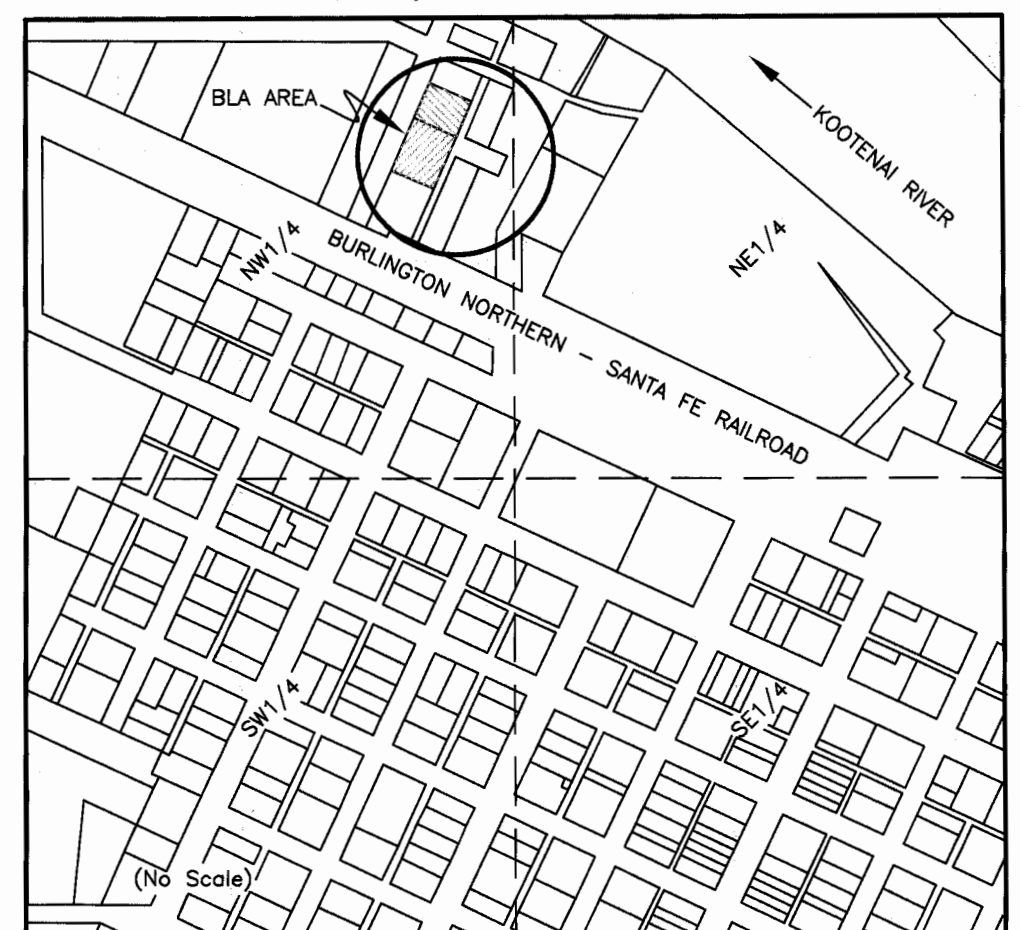 BLA AREA
KOOTENAI RIVER
NW1/4
NE1/4
BURLINGTON NORTHERN - SANTA FE RAILROAD
SW1/4
SE1/4
(No Scale)